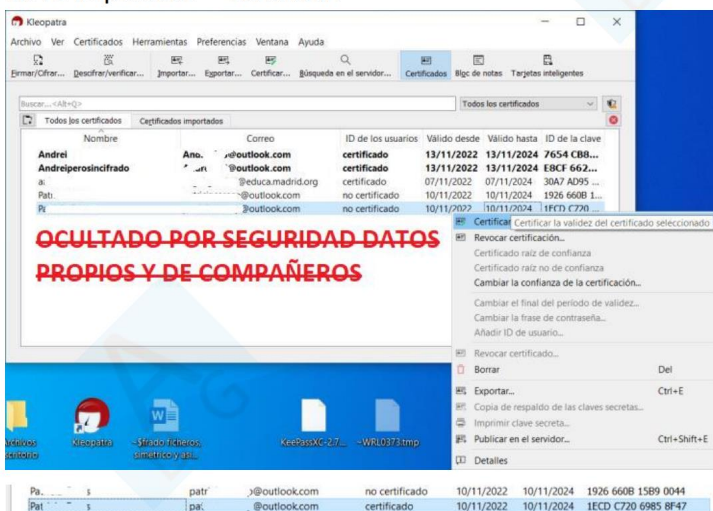 Kleopatra
Archivo Ver Certificados Herramientas Preferencias Ventana Ayuda
Firmar/Cifrar... Descifrar/verificar... Importar... Exportar... Certificar... Búsqueda en el servidor... Certificados Bloc de notas Tarjetas inteligentes
Buscar...<Alt+Q> Todos los certificados
Todos los certificados Certificados importados
Nombre Correo ID de los usuarios Válido desde Válido hasta ID de la clave
Andrei @outlook.com certificado 13/11/2022 13/11/2024 7654 CB8...
Andreiperosincifrado @outlook.com certificado 13/11/2022 13/11/2024 E8CF 662...
@educa.madrid.org certificado 07/11/2022 07/11/2024 30A7 AD95 ...
@outlook.com no certificado 10/11/2022 10/11/2024 1926 660B 1...
@outlook.com no certificado 10/11/2022 10/11/2024 1ECD C720 ...
OCULTADO POR SEGURIDAD DATOS
PROPIOS Y DE COMPAÑEROS
Certificar la validez del certificado seleccionado
Revocar certificación...
Certificado raíz de confianza
Certificado raíz no de confianza
Cambiar la confianza de la certificación...
Cambiar el final del período de validez...
Cambiar la frase de contraseña...
Añadir ID de usuario...
Revocar certificado...
Borrar Del
Exportar... Ctrl+E
Copia de respaldo de las claves secretas...
Imprimir clave secreta...
Publicar en el servidor... Ctrl+Shift+E
Detalles
Kleopatra
~$frado ficheros,
simetrico y asi...
KeePassXC-2.7...
~WRL0373.tmp
@outlook.com no certificado 10/11/2022 10/11/2024 1926 660B 15B9 0044
@outlook.com certificado 10/11/2022 10/11/2024 1ECD C720 6985 8F47